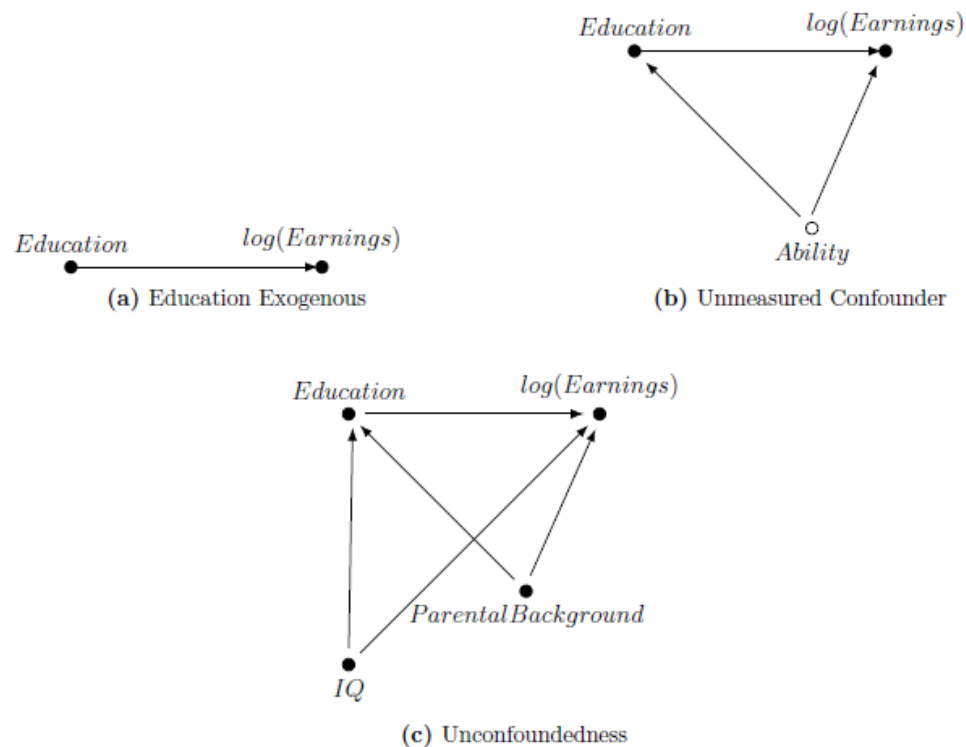 Education log(Earnings)
(a) Education Exogenous
Education log(Earnings)
Ability
(b) Unmeasured Confounder
Education log(Earnings)
ParentalBackground
IQ
(c) Unconfoundedness